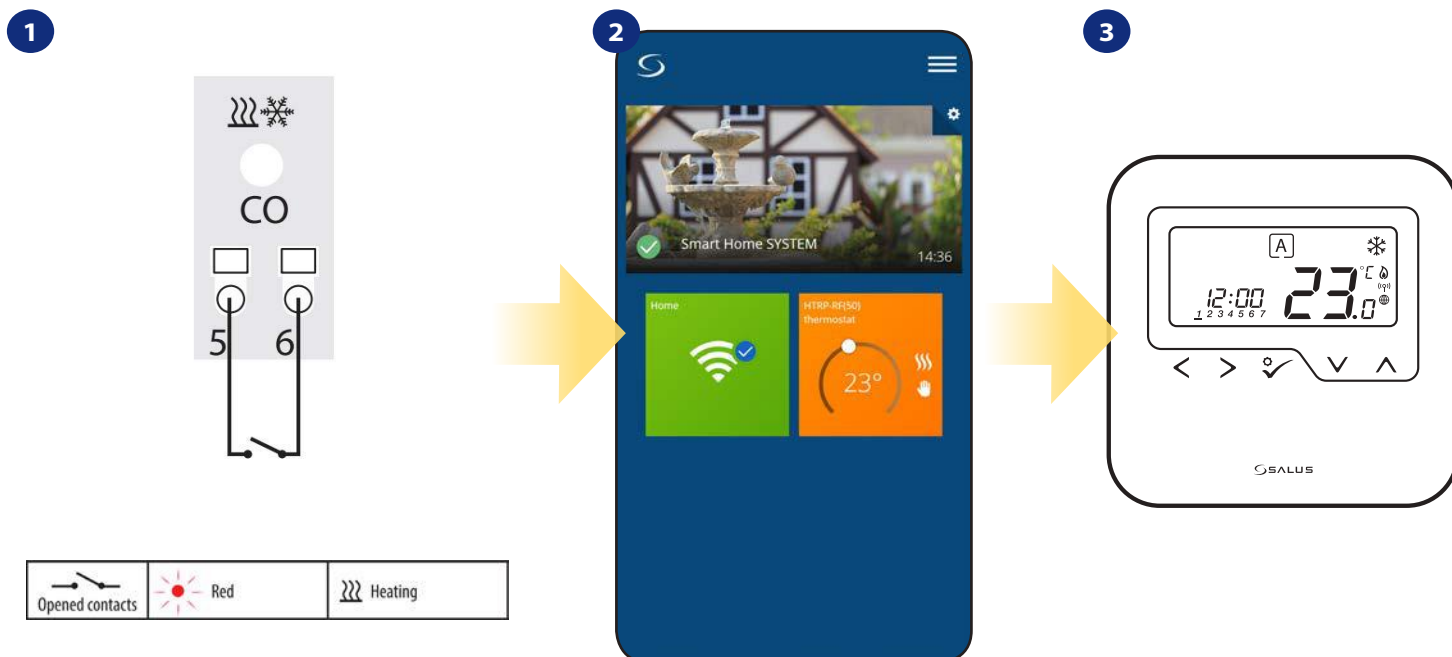 1
CO
5 6
Opened contacts
Red
Heating
2
Smart Home SYSTEM
14:36
Home
HTRP-RF(50)
thermostat
23°
3
A
12:00
23.0 °C
1 2 3 4 5 6 7
SALUS